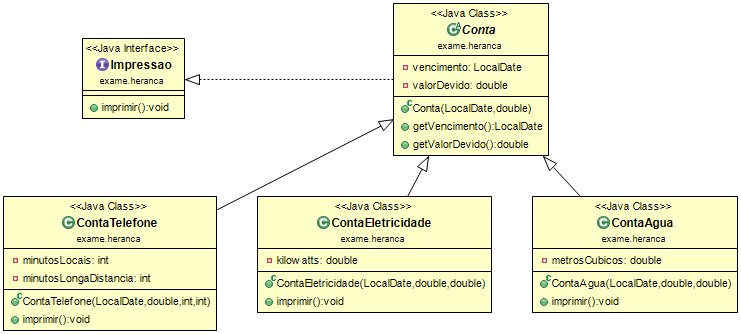 <<Java Interface>>
Impressao
exame.heranca
imprimir():void
<<Java Class>>
Conta
exame.heranca
vencimento: LocalDate
valorDevido: double
Conta(LocalDate,double)
getVencimento():LocalDate
getValorDevido():double
<<Java Class>>
ContaTelefone
exame.heranca
minutosLocais: int
minutosLongaDistancia: int
ContaTelefone(LocalDate,double,int,int)
imprimir():void
<<Java Class>>
ContaEletricidade
exame.heranca
kilowatts: double
ContaEletricidade(LocalDate,double,double)
imprimir():void
<<Java Class>>
ContaAgua
exame.heranca
metrosCubicos: double
ContaAgua(LocalDate,double,double)
imprimir():void